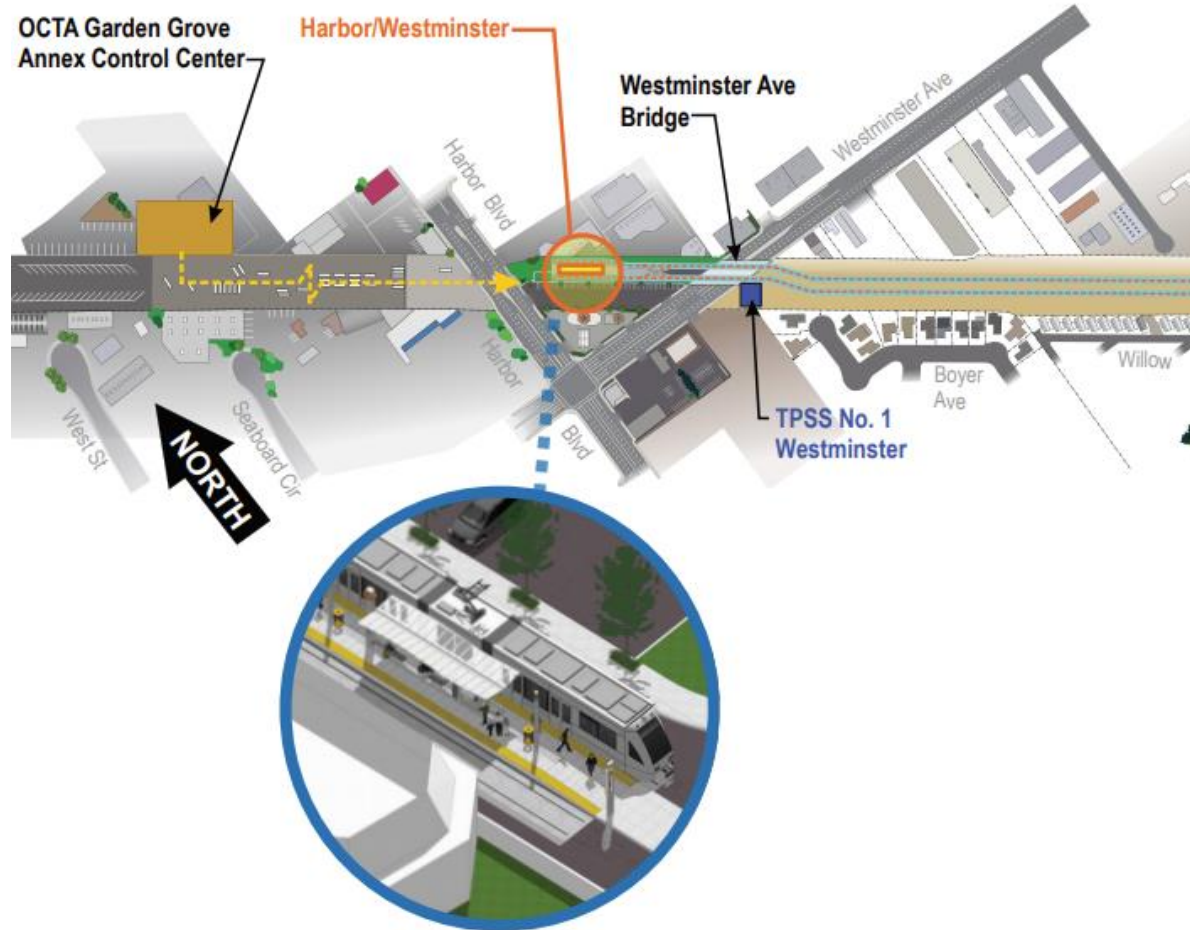 OCTA Garden Grove
Annex Control Center
Harbor/Westminster
Westminster Ave
Bridge
Westminster Ave
Harbor Blvd
Harbor
Blvd
West St
Seaboard Cir
NORTH
TPSS No. 1
Westminster
Boyer
Ave
Willow